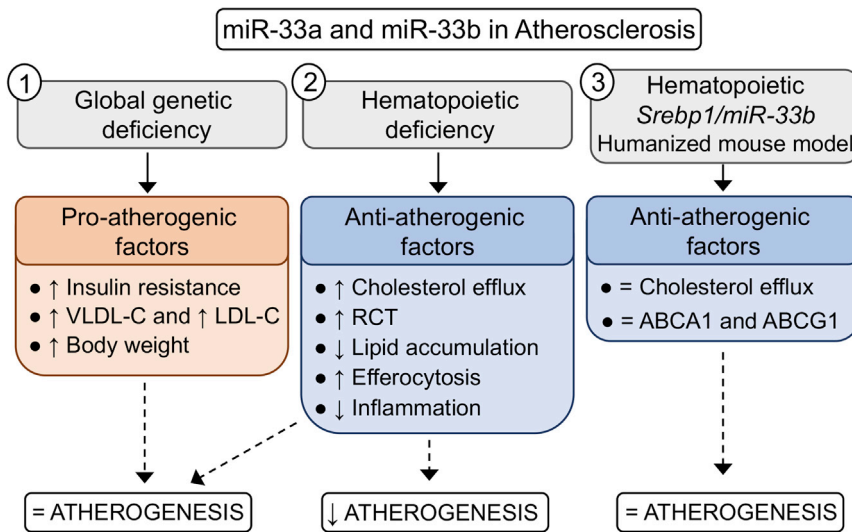 miR-33a and miR-33b in Atherosclerosis
1
Global genetic
deficiency
Pro-atherogenic
factors
● ↑ Insulin resistance
● ↑ VLDL-C and ↑ LDL-C
● ↑ Body weight
= ATHEROGENESIS
2
Hematopoietic
deficiency
Anti-atherogenic
factors
● ↑ Cholesterol efflux
● ↑ RCT
● ↓ Lipid accumulation
● ↑ Efferocytosis
● ↓ Inflammation
↓ ATHEROGENESIS
3
Hematopoietic
Srebp1/miR-33b
Humanized mouse model
Anti-atherogenic
factors
● = Cholesterol efflux
● = ABCA1 and ABCG1
= ATHEROGENESIS